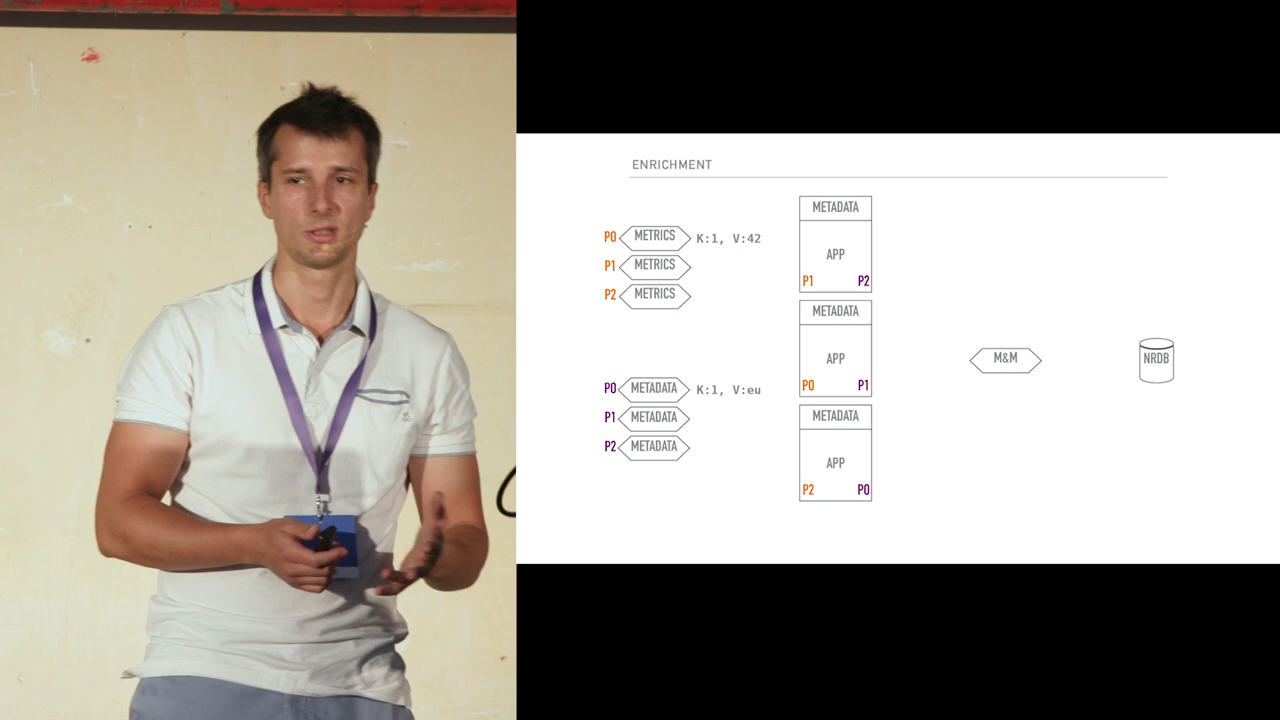 ENRICHMENT
P0 METRICS K:1, V:42
P1 METRICS
P2 METRICS
P0 METADATA K:1, V:eu
P1 METADATA
P2 METADATA
METADATA
APP
P1 P2
METADATA
APP
P0 P1
METADATA
APP
P2 P0
M&M
NRDB